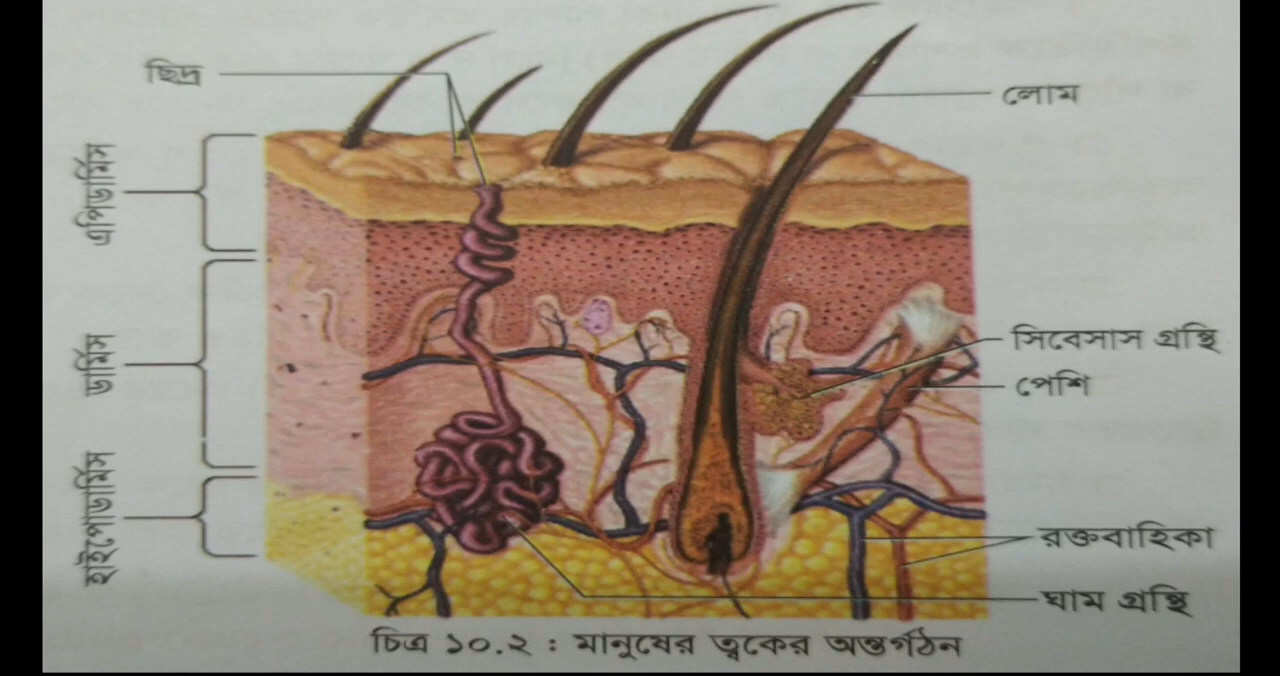 ছিদ্র
লোম
এপিডার্মিস
ডার্মিস
হাইপোডার্মিস
সিবেসাস গ্রন্থি
পেশি
রক্তবাহিকা
ঘাম গ্রন্থি
চিত্র ১০.২ : মানুষের ত্বকের অন্তর্গঠন